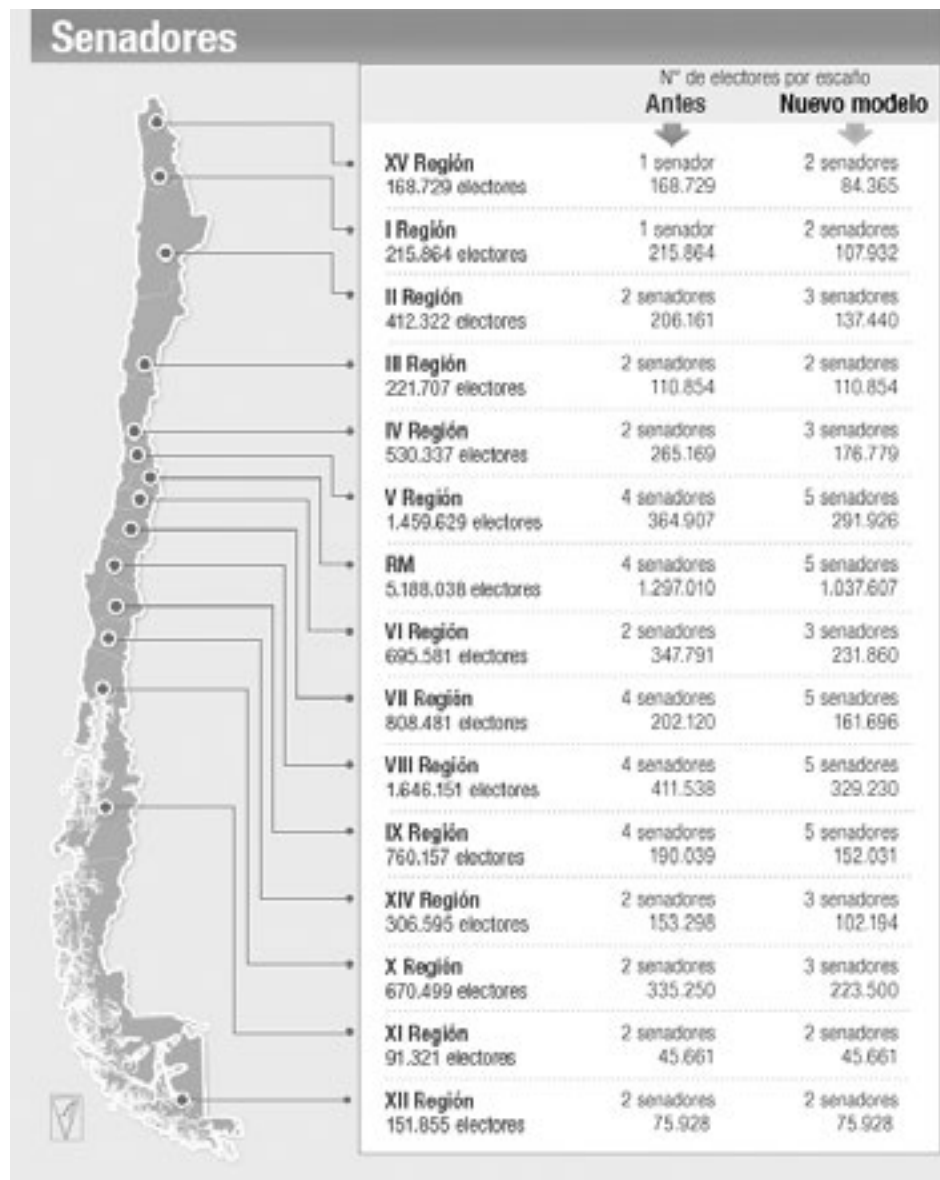 Senadores
N° de electores por escaño
Antes Nuevo modelo
XV Región 1 senador 2 senadores
168.729 electores 168.729 84.365
I Región 1 senador 2 senadores
215.864 electores 215.864 107.932
II Región 2 senadores 3 senadores
412.322 electores 206.161 137.440
III Región 2 senadores 2 senadores
221.707 electores 110.854 110.854
IV Región 2 senadores 3 senadores
530.337 electores 265.169 176.779
V Región 4 senadores 5 senadores
1.459.629 electores 364.907 291.926
RM 4 senadores 5 senadores
5.188.038 electores 1.297.010 1.037.607
VI Región 2 senadores 3 senadores
695.581 electores 347.791 231.860
VII Región 4 senadores 5 senadores
808.481 electores 202.120 161.696
VIII Región 4 senadores 5 senadores
1.646.151 electores 411.538 329.230
IX Región 4 senadores 5 senadores
760.157 electores 190.039 152.031
XIV Región 2 senadores 3 senadores
306.595 electores 153.298 102.194
X Región 2 senadores 3 senadores
670.499 electores 335.250 223.500
XI Región 2 senadores 2 senadores
91.321 electores 45.661 45.661
XII Región 2 senadores 2 senadores
151.855 electores 75.928 75.928